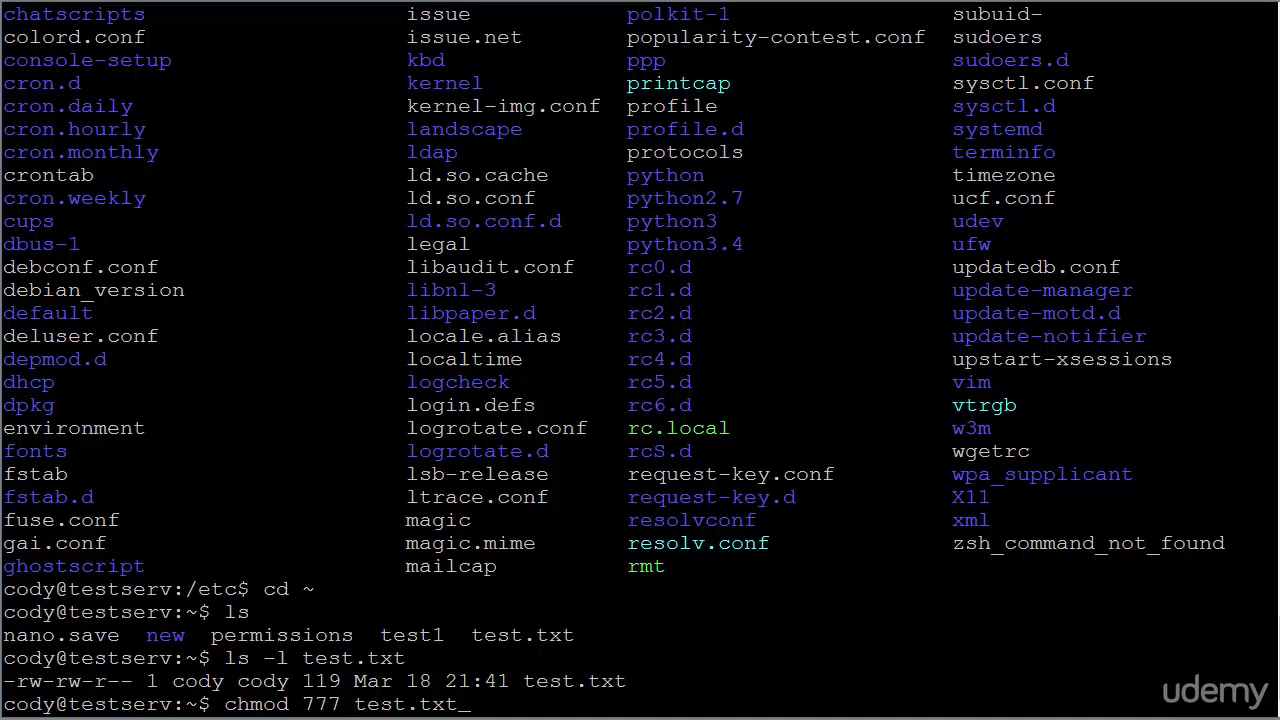 chatscripts issue polkit-1 subuid-
colord.conf issue.net popularity-contest.conf sudoers
console-setup kbd ppp sudoers.d
cron.d kernel printcap sysctl.conf
cron.daily kernel-img.conf profile sysctl.d
cron.hourly landscape profile.d systemd
cron.monthly ldap protocols terminfo
crontab ld.so.cache python timezone
cron.weekly ld.so.conf python2.7 ucf.conf
cups ld.so.conf.d python3 udev
dbus-1 legal python3.4 ufw
debconf.conf libaudit.conf rc0.d updatedb.conf
debian_version libnl-3 rc1.d update-manager
default libpaper.d rc2.d update-motd.d
deluser.conf locale.alias rc3.d update-notifier
depmod.d localtime rc4.d upstart-xsessions
dhcp logcheck rc5.d vim
dpkg login.defs rc6.d vtrgb
environment logrotate.conf rc.local w3m
fonts logrotate.d rcS.d wgetrc
fstab lsb-release request-key.conf wpa_supplicant
fstab.d ltrace.conf request-key.d X11
fuse.conf magic resolvconf xml
gai.conf magic.mime resolv.conf zsh_command_not_found
ghostscript mailcap rmt
cody@testserv:/etc$ cd ~
cody@testserv:~$ ls
nano.save new permissions test1 test.txt
cody@testserv:~$ ls -l test.txt
-rw-rw-r-- 1 cody cody 119 Mar 18 21:41 test.txt
cody@testserv:~$ chmod 777 test.txt_
udemy